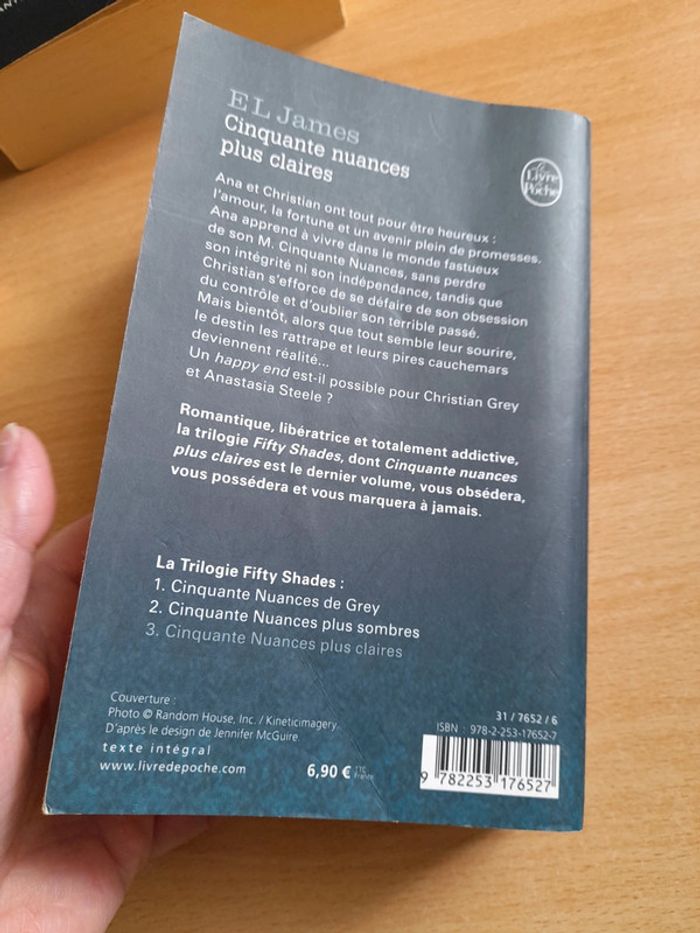 E L James
Cinquante nuances
plus claires
Le
Livre
de
Poche
Ana et Christian ont tout pour être heureux :
l'amour, la fortune et un avenir plein de promesses.
Ana apprend à vivre dans le monde fastueux
de son M. Cinquante Nuances, sans perdre
son intégrité ni son indépendance, tandis que
Christian s'efforce de se défaire de son obsession
du contrôle et d'oublier son terrible passé.
Mais bientôt, alors que tout semble leur sourire,
le destin les rattrape et leurs pires cauchemars
deviennent réalité...
Un happy end est-il possible pour Christian Grey
et Anastasia Steele ?
Romantique, libératrice et totalement addictive,
la trilogie Fifty Shades, dont Cinquante nuances
plus claires est le dernier volume, vous obsédera,
vous possédera et vous marquera à jamais.
La Trilogie Fifty Shades :
1. Cinquante Nuances de Grey
2. Cinquante Nuances plus sombres
3. Cinquante Nuances plus claires
Couverture :
Photo © Random House, Inc. / Kineticimagery.
D'après le design de Jennifer McGuire.
texte intégral
www.livredepoche.com
6,90 € TTC
France
31 / 7652 / 6
ISBN : 978-2-253-17652-7
9 782253 176527